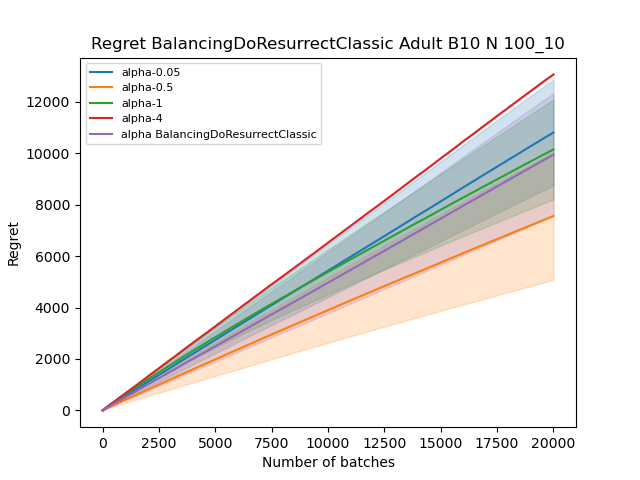 Regret BalancingDoResurrectClassic Adult B10 N 100_10
alpha-0.05
alpha-0.5
alpha-1
alpha-4
alpha BalancingDoResurrectClassic
Regret
12000
10000
8000
6000
4000
2000
0
0 2500 5000 7500 10000 12500 15000 17500 20000
Number of batches